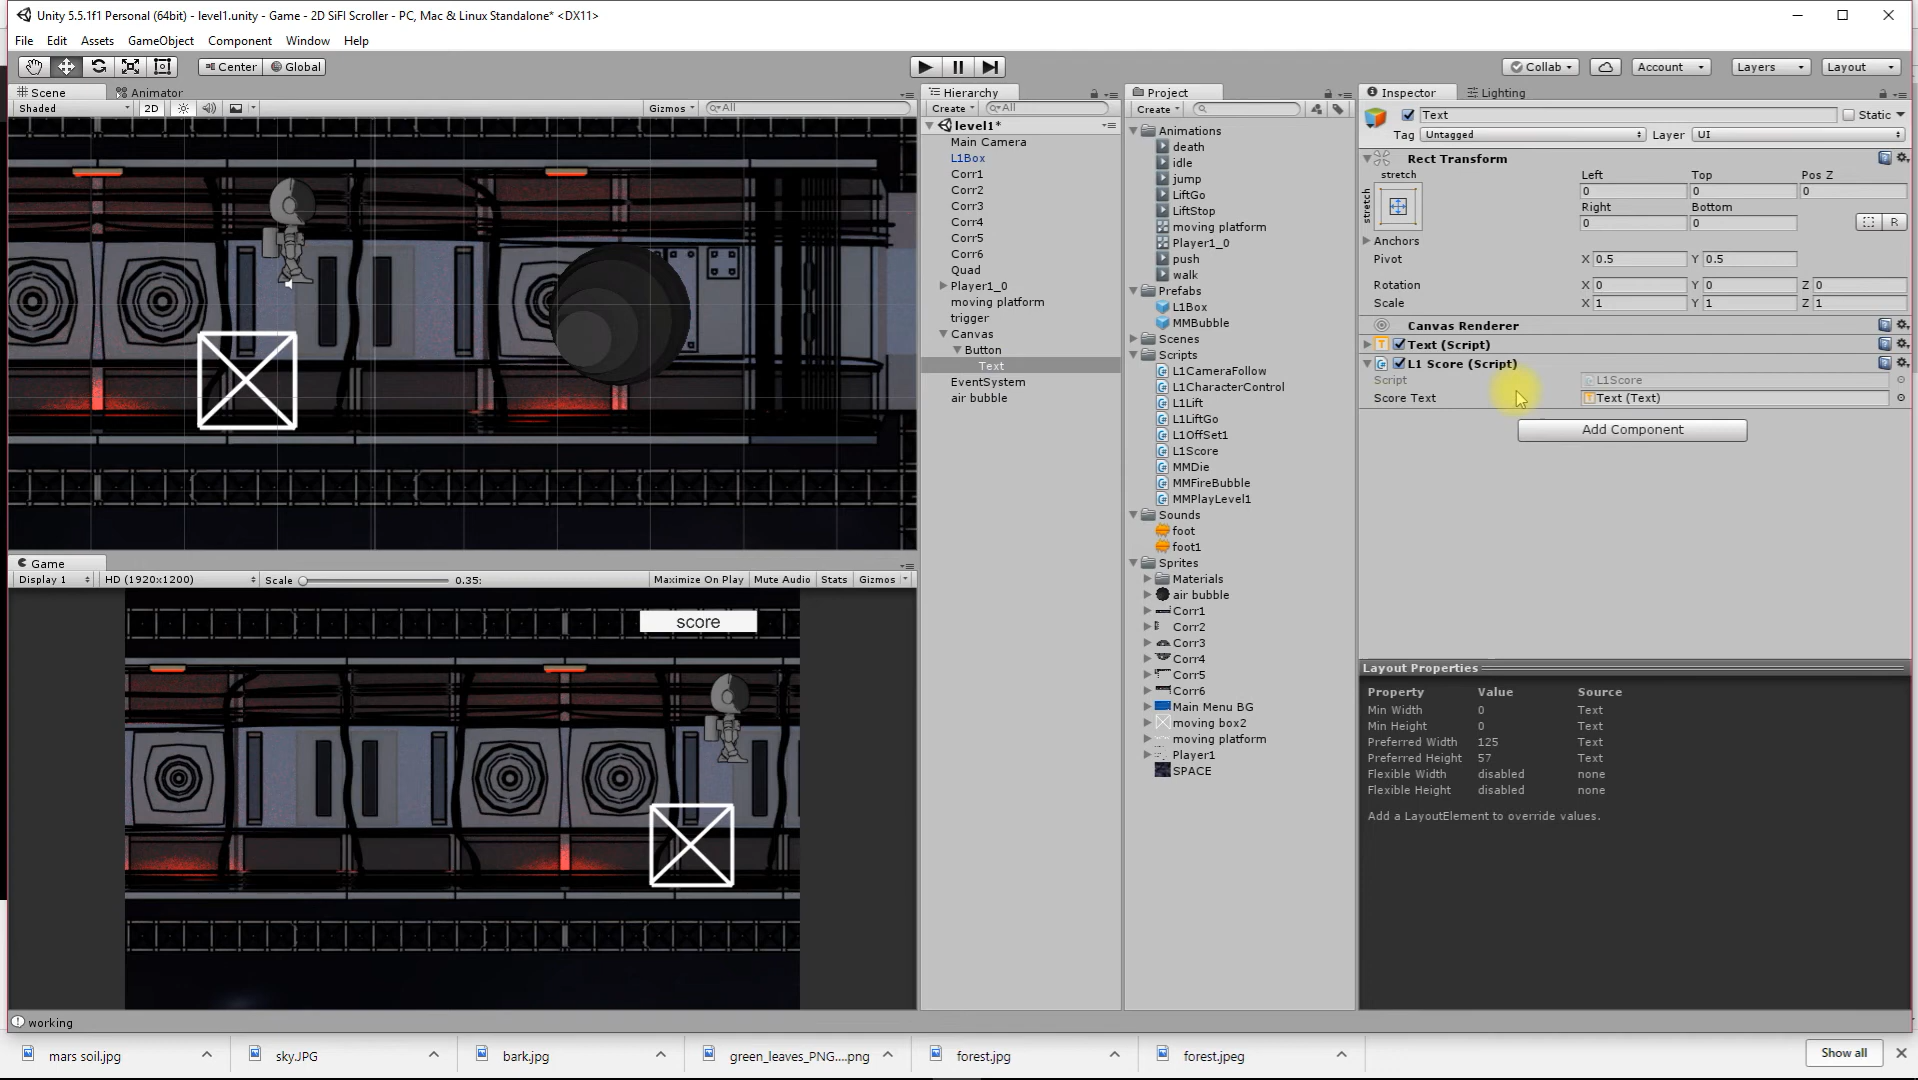 Unity 5.5.1f1 Personal (64bit) - level1.unity - Game - 2D SiFI Scroller - PC, Mac & Linux Standalone* <DX11>
File Edit Assets GameObject Component Window Help
Center Global Collab Account Layers Layout
Scene Animator
Shaded 2D Gizmos All
Game
Display 1 HD (1920x1200) Scale 0.35: Maximize On Play Mute Audio Stats Gizmos
score
Hierarchy
Create All
level1*
Main Camera
L1Box
Corr1
Corr2
Corr3
Corr4
Corr5
Corr6
Quad
Player1_0
moving platform
trigger
Canvas
Button
Text
EventSystem
air bubble
Project
Create
Animations
death
idle
jump
LiftGo
LiftStop
moving platform
Player1_0
push
walk
Prefabs
L1Box
MMBubble
Scenes
Scripts
L1CameraFollow
L1CharacterControl
L1Lift
L1LiftGo
L1OffSet1
L1Score
MMDie
MMFireBubble
MMPlayLevel1
Sounds
foot
foot1
Sprites
Materials
air bubble
Corr1
Corr2
Corr3
Corr4
Corr5
Corr6
Main Menu BG
moving box2
moving platform
Player1
SPACE
Inspector Lighting
Text Static
Tag Untagged Layer UI
Rect Transform
stretch Left Top Pos Z
stretch 0 0 0
Right Bottom
0 0 R
Anchors
Pivot X 0.5 Y 0.5
Rotation X 0 Y 0 Z 0
Scale X 1 Y 1 Z 1
Canvas Renderer
Text (Script)
L1 Score (Script)
Script L1Score
Score Text Text (Text)
Add Component
Layout Properties
Property Value Source
Min Width 0 Text
Min Height 0 Text
Preferred Width 125 Text
Preferred Height 57 Text
Flexible Width disabled none
Flexible Height disabled none
Add a LayoutElement to override values.
working
mars soil.jpg sky.JPG bark.jpg green_leaves_PNG....png forest.jpg forest.jpeg Show all